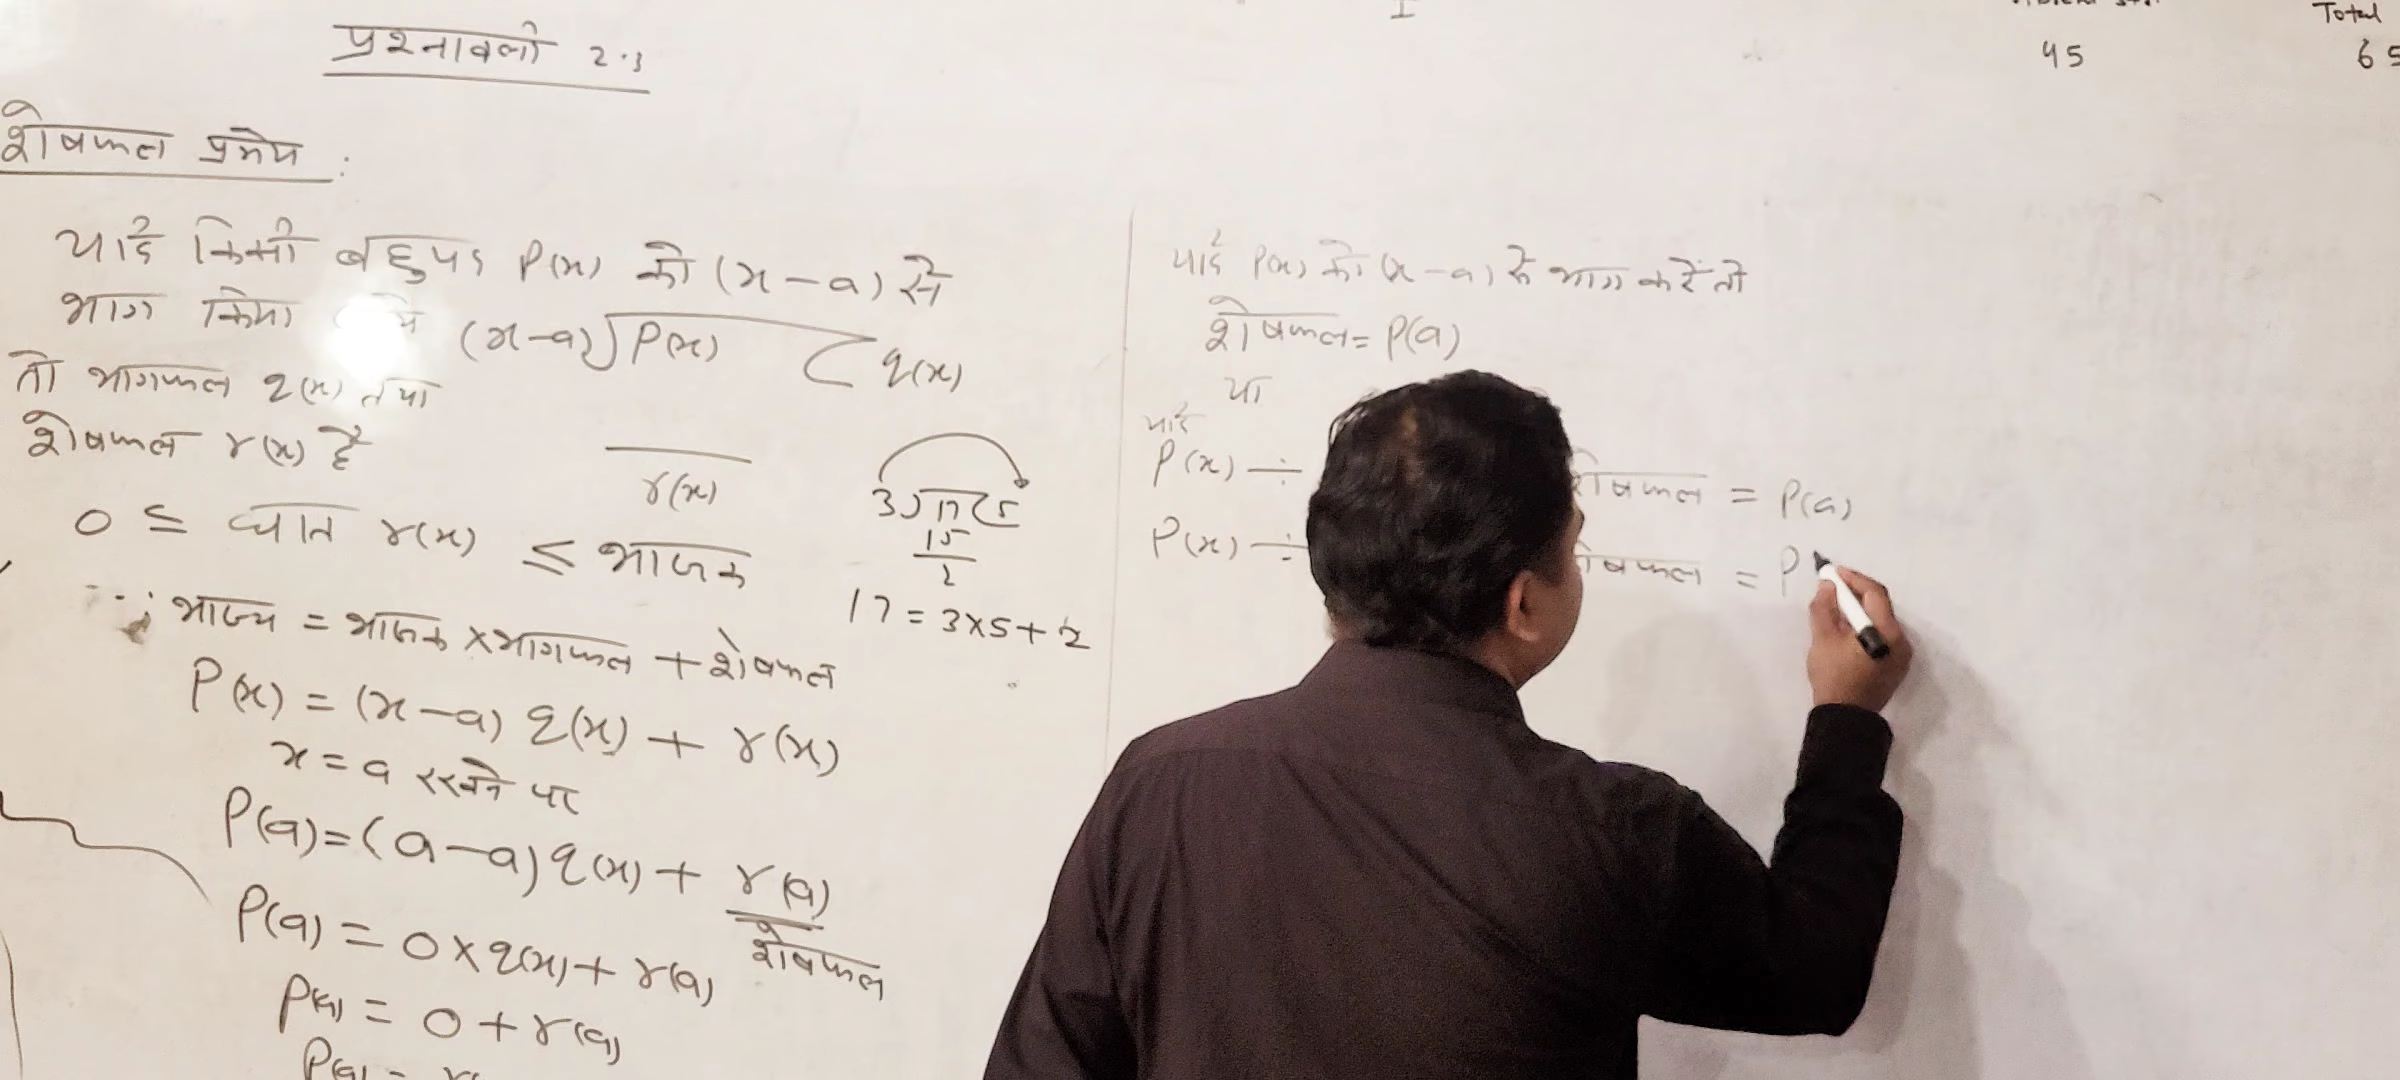 Total
45 65
प्रश्नावली 2.3
शेषफल प्रमेय :
यदि किसी बहुपद P(x) को (x-a) से
भाग किया
(x-a) P(x) q(x)
तो भागफल q(x) तथा
शेषफल r(x) है
r(x)
0 ≤ घात r(x) ≤ भाजक
3 17 5
15
2
17 = 3×5+2
∵ भाज्य = भाजक × भागफल + शेषफल
P(x) = (x-a) q(x) + r(x)
x = a रखने पर
P(a) = (a-a) q(x) + r(a)
शेषफल
P(a) = 0 × q(x) + r(a)
P(a) = 0 + r(a)
P(a) =
यदि P(x) को (x-a) से भाग करें तो
शेषफल = P(a)
या
यदि
P(x) ÷ शेषफल = P(a)
P(x) ÷ शेषफल = P